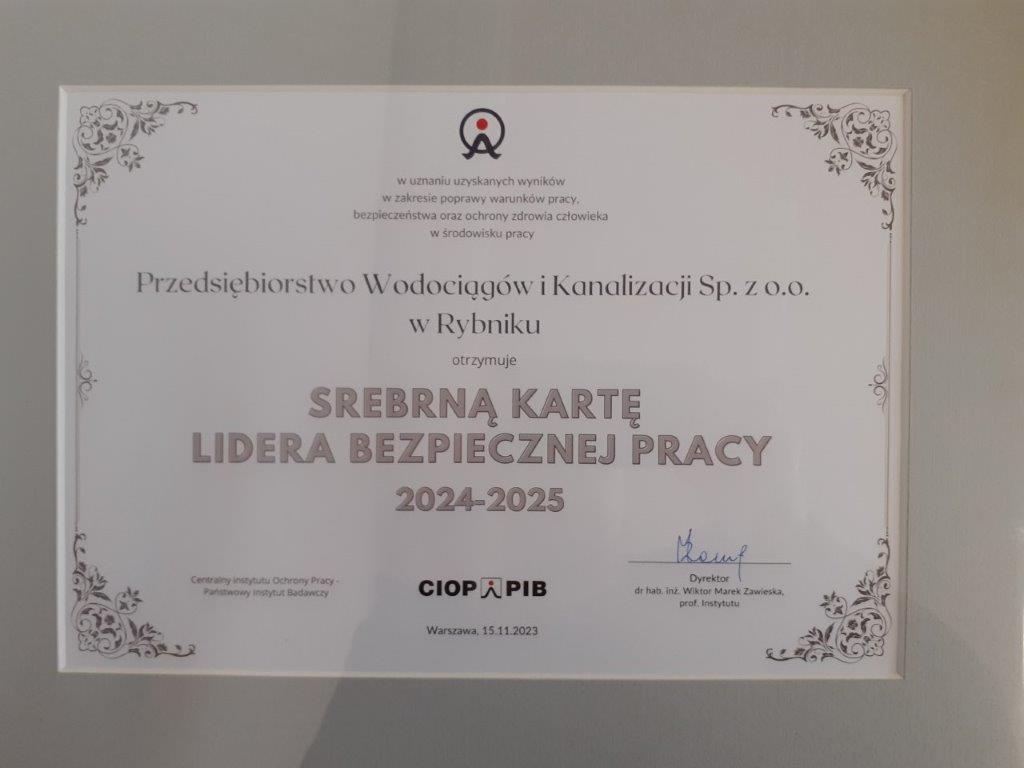 w uznaniu uzyskanych wyników
w zakresie poprawy warunków pracy,
bezpieczeństwa oraz ochrony zdrowia człowieka
w środowisku pracy
Przedsiębiorstwo Wodociągów i Kanalizacji Sp. z o.o.
w Rybniku
otrzymuje
SREBRNĄ KARTĘ
LIDERA BEZPIECZNEJ PRACY
2024-2025
Centralny Instytutu Ochrony Pracy -
Państwowy Instytut Badawczy
CIOP PIB
Warszawa, 15.11.2023
Dyrektor
dr hab. inż. Wiktor Marek Zawieska,
prof. Instytutu